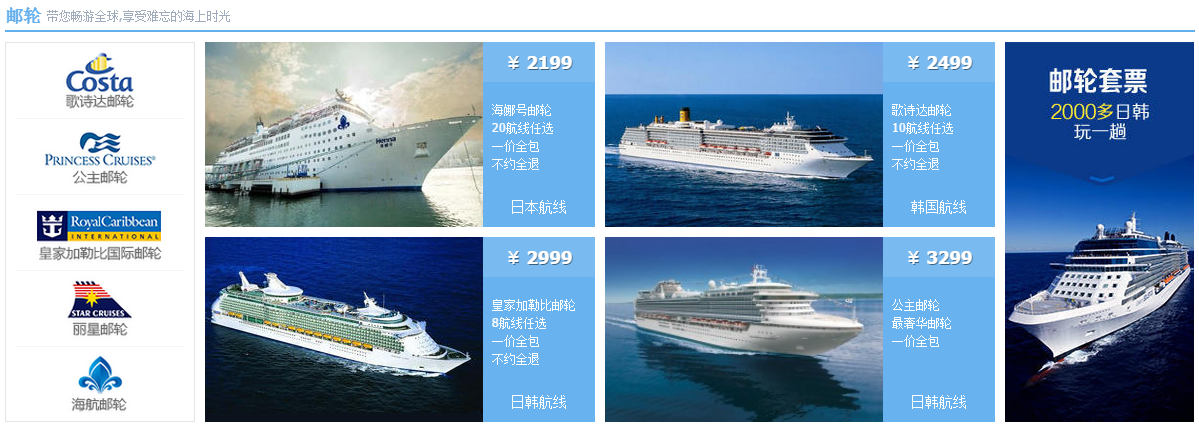 邮轮 带您畅游全球,享受难忘的海上时光
Costa
歌诗达邮轮
PRINCESS CRUISES®
公主邮轮
RoyalCaribbean
INTERNATIONAL
皇家加勒比国际邮轮
STAR CRUISES
丽星邮轮
海航邮轮
¥ 2199
海娜号邮轮
20航线任选
一价全包
不约全退
日本航线
Henna
¥ 2499
歌诗达邮轮
10航线任选
一价全包
不约全退
韩国航线
¥ 2999
皇家加勒比邮轮
8航线任选
一价全包
不约全退
日韩航线
¥ 3299
公主邮轮
最奢华邮轮
一价全包
日韩航线
邮轮套票
2000多日韩
玩一趟